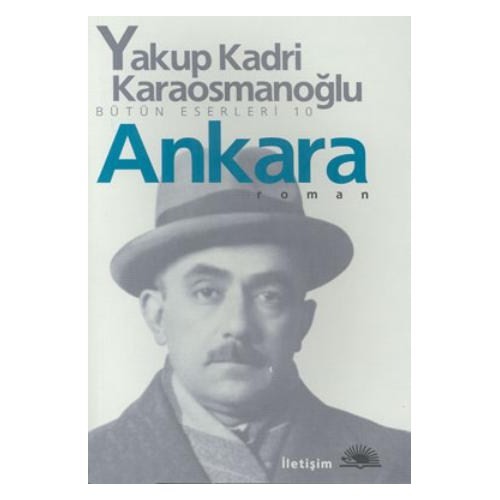 Yakup Kadri
Karaosmanoğlu
BÜTÜN ESERLERİ 10
Ankara
roman
İletişim